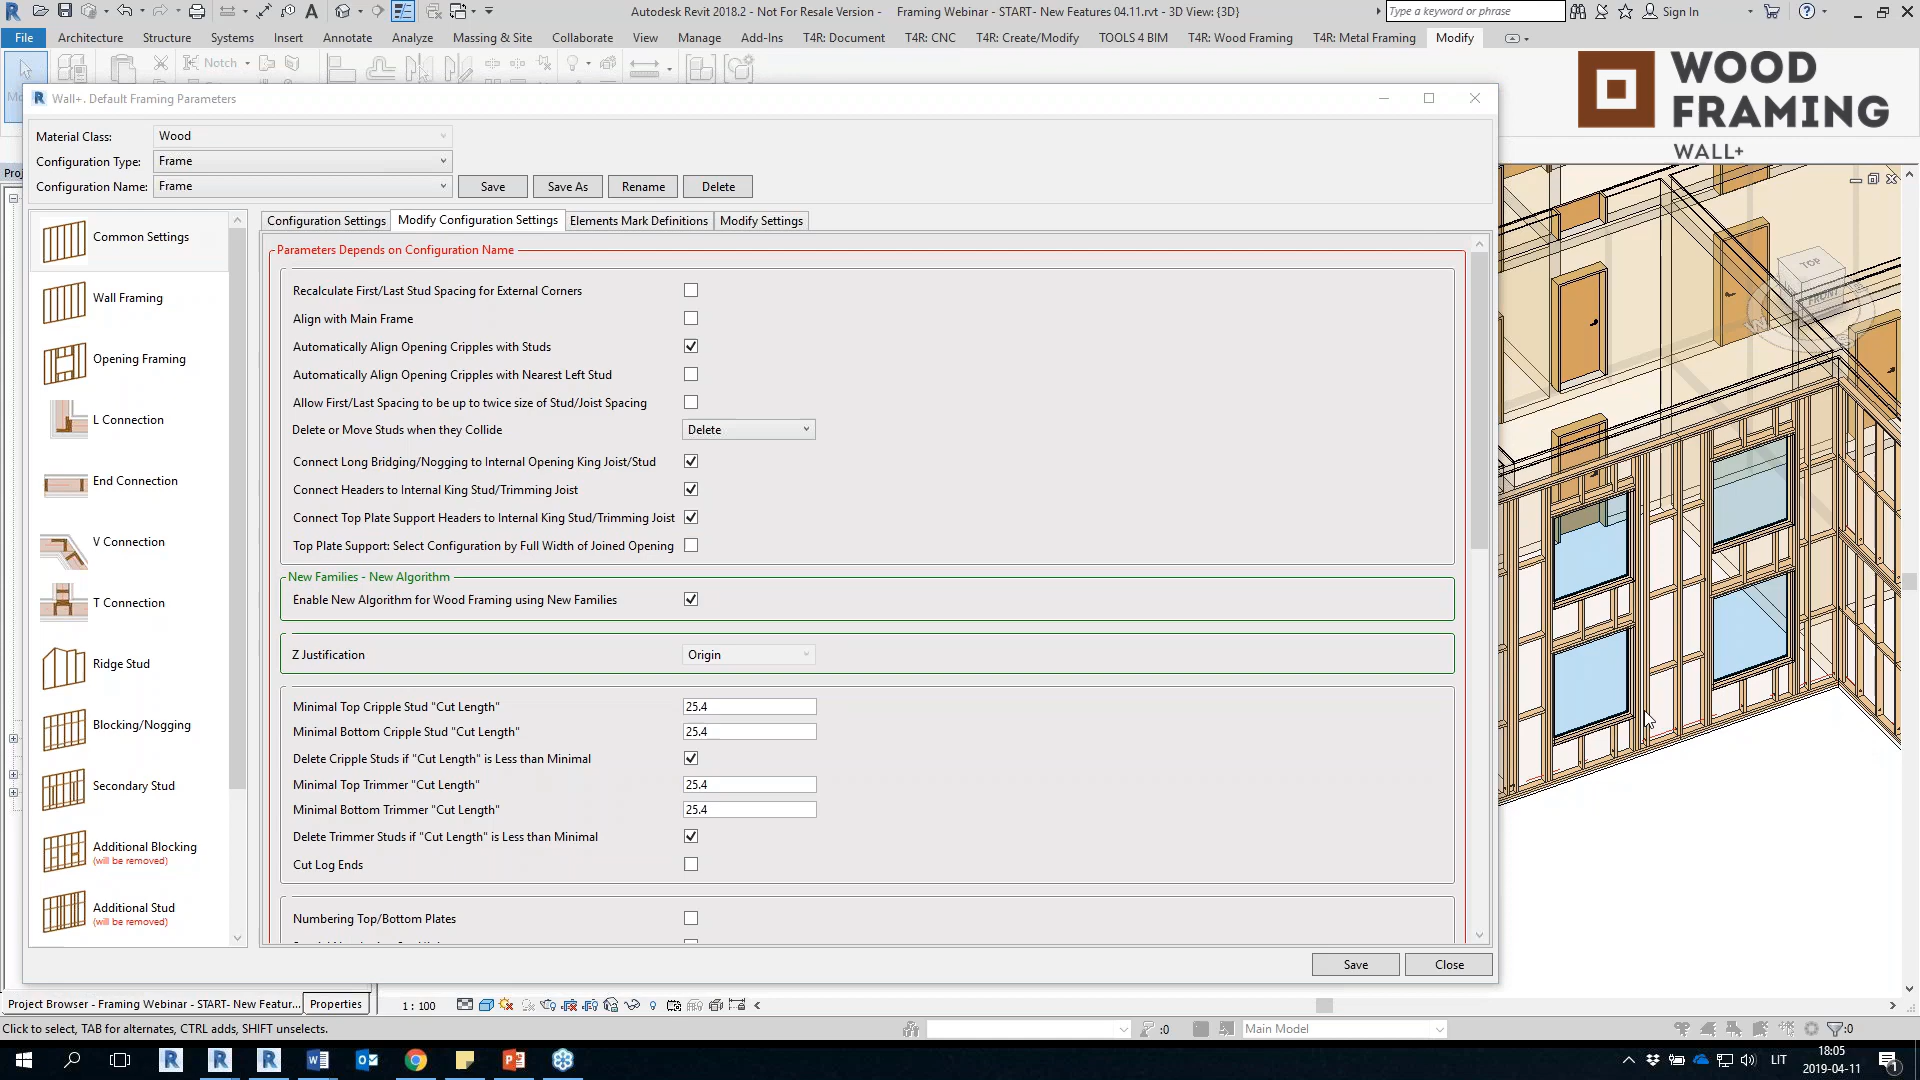 Autodesk Revit 2018.2 - Not For Resale Version - Framing Webinar - START- New Features 04.11.rvt - 3D View: {3D}
Type a keyword or phrase
Sign In
File Architecture Structure Systems Insert Annotate Analyze Massing & Site Collaborate View Manage Add-Ins T4R: Document T4R: CNC T4R: Create/Modify TOOLS 4 BIM T4R: Wood Framing T4R: Metal Framing Modify
Notch
WOOD
FRAMING
WALL+
Wall+. Default Framing Parameters
Material Class: Wood
Configuration Type: Frame
Configuration Name: Frame Save Save As Rename Delete
Proj
Common Settings
Wall Framing
Opening Framing
L Connection
End Connection
V Connection
T Connection
Ridge Stud
Blocking/Nogging
Secondary Stud
Additional Blocking
(will be removed)
Additional Stud
(will be removed)
Configuration Settings Modify Configuration Settings Elements Mark Definitions Modify Settings
Parameters Depends on Configuration Name
Recalculate First/Last Stud Spacing for External Corners
Align with Main Frame
Automatically Align Opening Cripples with Studs
Automatically Align Opening Cripples with Nearest Left Stud
Allow First/Last Spacing to be up to twice size of Stud/Joist Spacing
Delete or Move Studs when they Collide Delete
Connect Long Bridging/Nogging to Internal Opening King Joist/Stud
Connect Headers to Internal King Stud/Trimming Joist
Connect Top Plate Support Headers to Internal King Stud/Trimming Joist
Top Plate Support: Select Configuration by Full Width of Joined Opening
New Families - New Algorithm
Enable New Algorithm for Wood Framing using New Families
Z Justification Origin
Minimal Top Cripple Stud "Cut Length" 25.4
Minimal Bottom Cripple Stud "Cut Length" 25.4
Delete Cripple Studs if "Cut Length" is Less than Minimal
Minimal Top Trimmer "Cut Length" 25.4
Minimal Bottom Trimmer "Cut Length" 25.4
Delete Trimmer Studs if "Cut Length" is Less than Minimal
Cut Log Ends
Numbering Top/Bottom Plates
Save Close
TOP
FRONT
Project Browser - Framing Webinar - START- New Featur... Properties
1 : 100
Click to select, TAB for alternates, CTRL adds, SHIFT unselects.
:0
Main Model
:0
LIT
18:05
2019-04-11
1